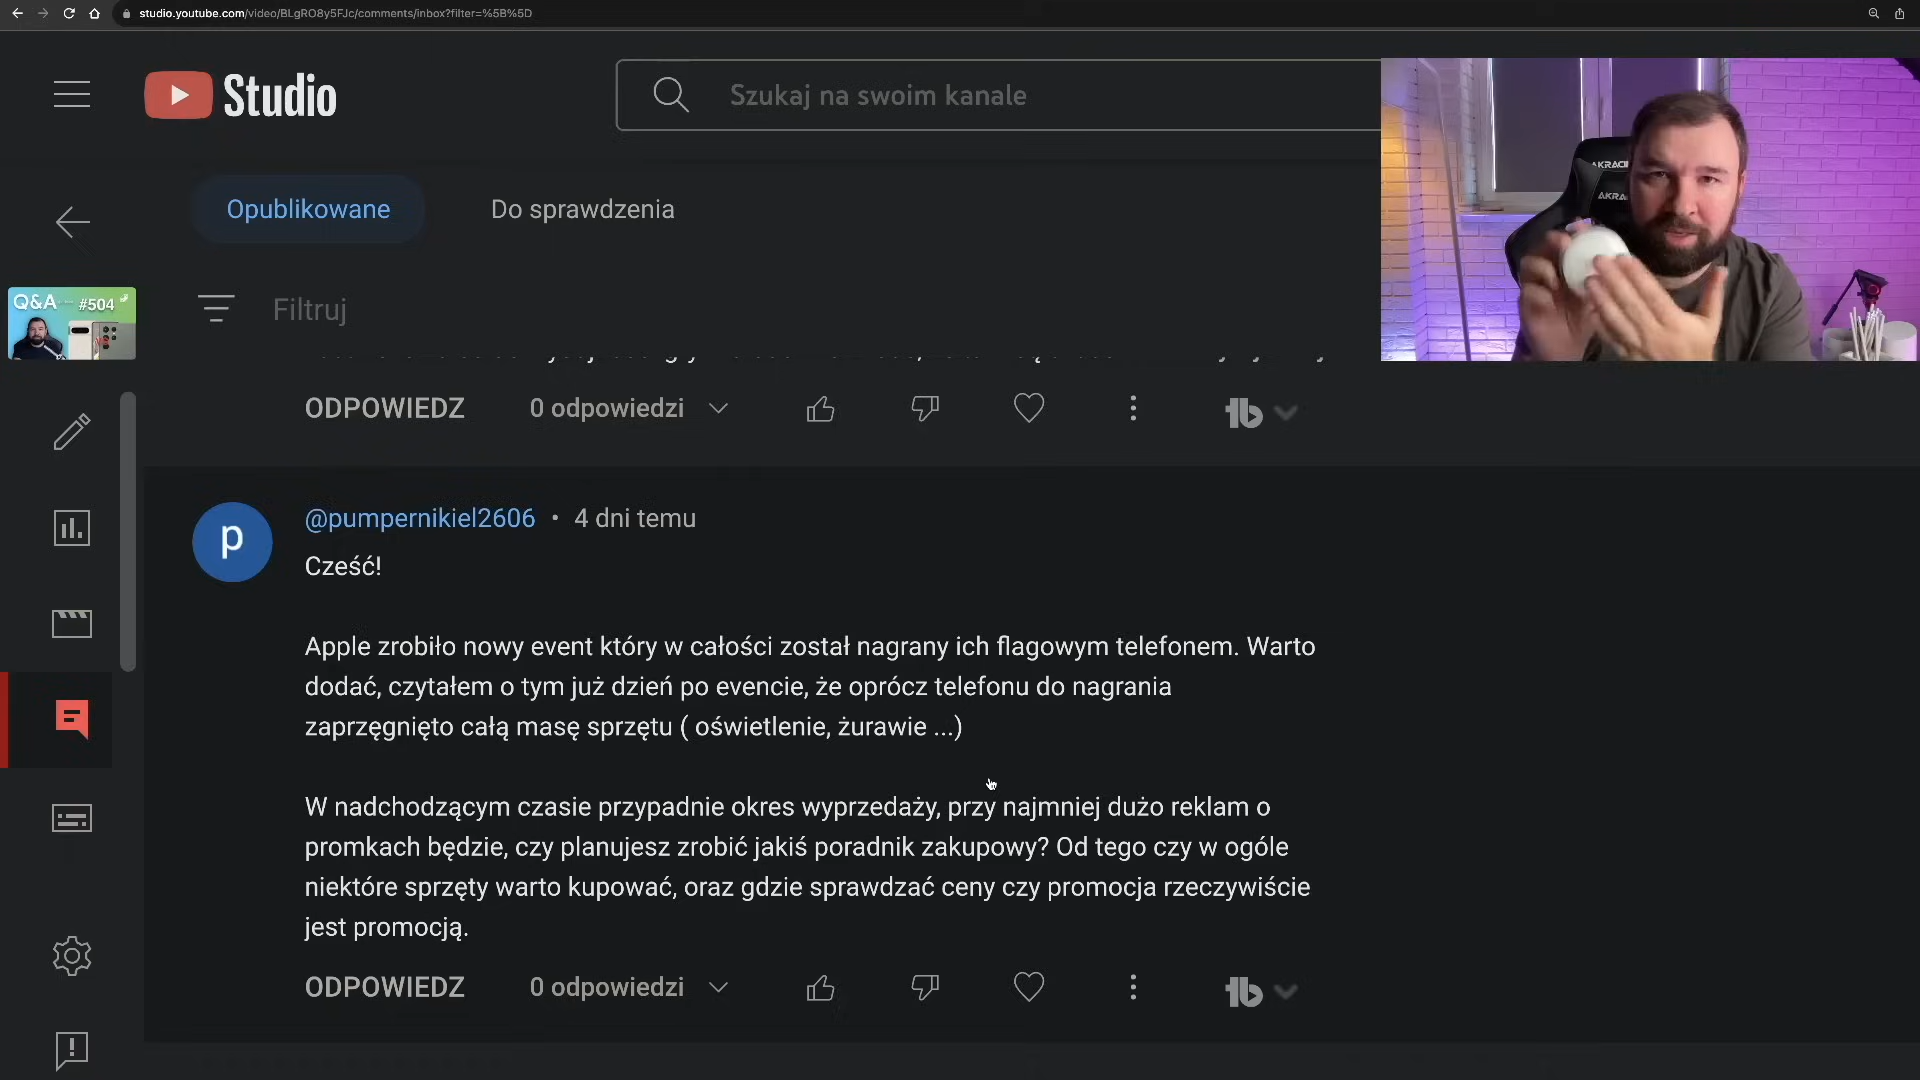 studio.youtube.com/video/BLgRO8y5FJc/comments/inbox?filter=%5B%5D
Studio
Szukaj na swoim kanale
AKRACI
AKRA
Opublikowane
Do sprawdzenia
Q&A
#504
Filtruj
ODPOWIEDZ
0 odpowiedzi
@pumpernikiel2606 • 4 dni temu
p
Cześć!
Apple zrobiło nowy event który w całości został nagrany ich flagowym telefonem. Warto
dodać, czytałem o tym już dzień po evencie, że oprócz telefonu do nagrania
zaprzęgnięto całą masę sprzętu ( oświetlenie, żurawie ...)
W nadchodzącym czasie przypadnie okres wyprzedaży, przy najmniej dużo reklam o
promkach będzie, czy planujesz zrobić jakiś poradnik zakupowy? Od tego czy w ogóle
niektóre sprzęty warto kupować, oraz gdzie sprawdzać ceny czy promocja rzeczywiście
jest promocją.
ODPOWIEDZ
0 odpowiedzi